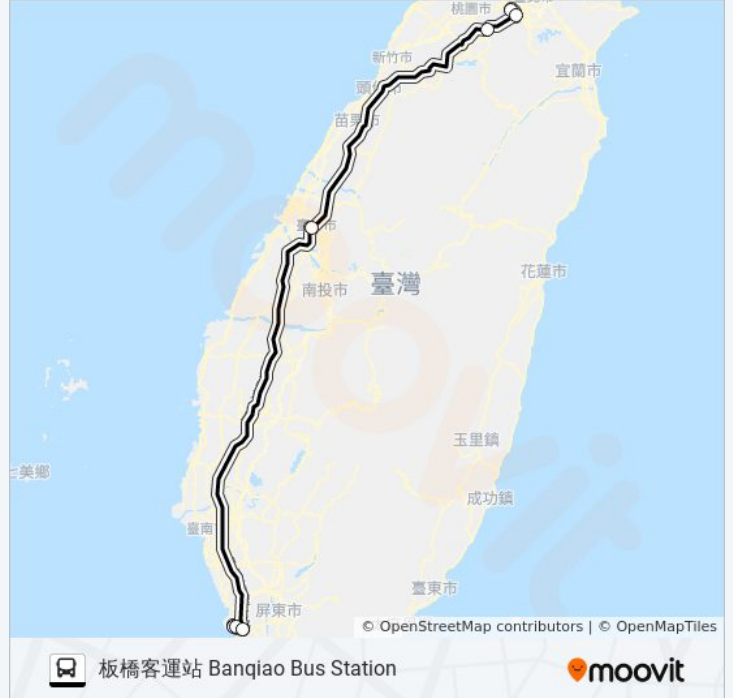 桃園市
新竹市
宜蘭市
苗栗市
花蓮市
臺灣
南投市
玉里鎮
七美鄉
成功鎮
臺東市
屏東市
© OpenStreetMap contributors | © OpenMapTiles
板橋客運站 Banqiao Bus Station
moovit